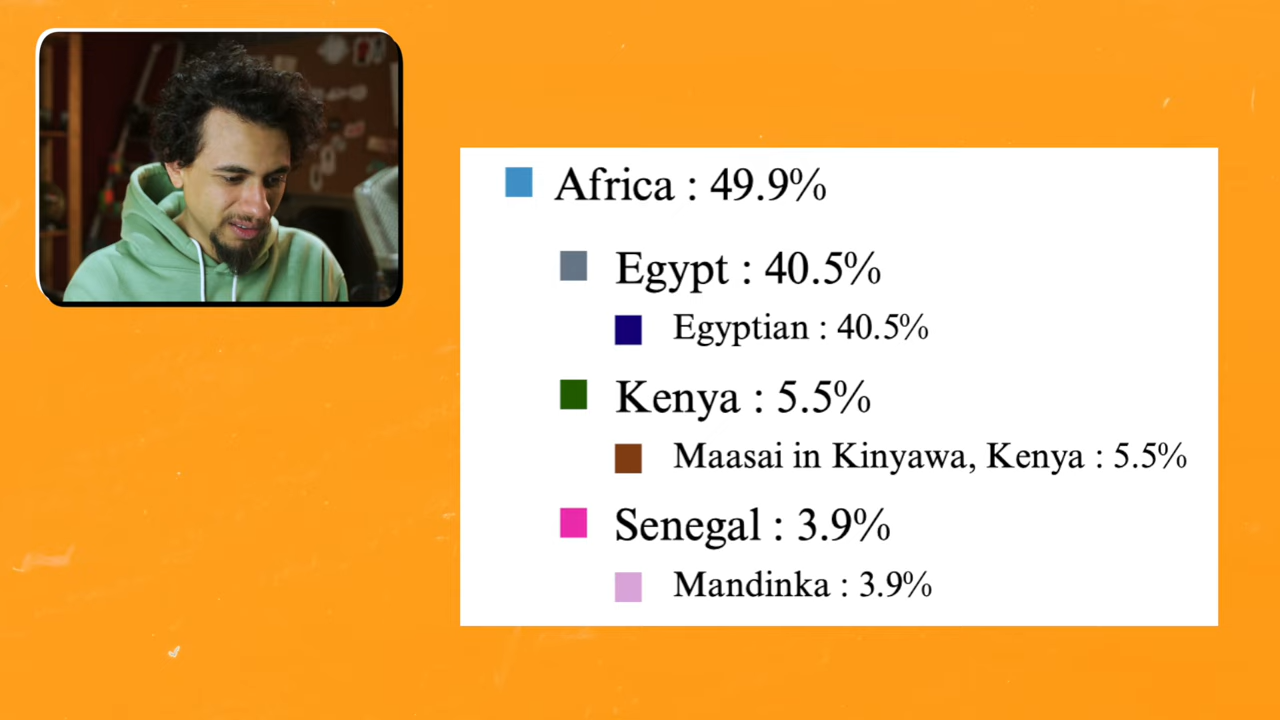 Africa : 49.9%
Egypt : 40.5%
Egyptian : 40.5%
Kenya : 5.5%
Maasai in Kinyawa, Kenya : 5.5%
Senegal : 3.9%
Mandinka : 3.9%